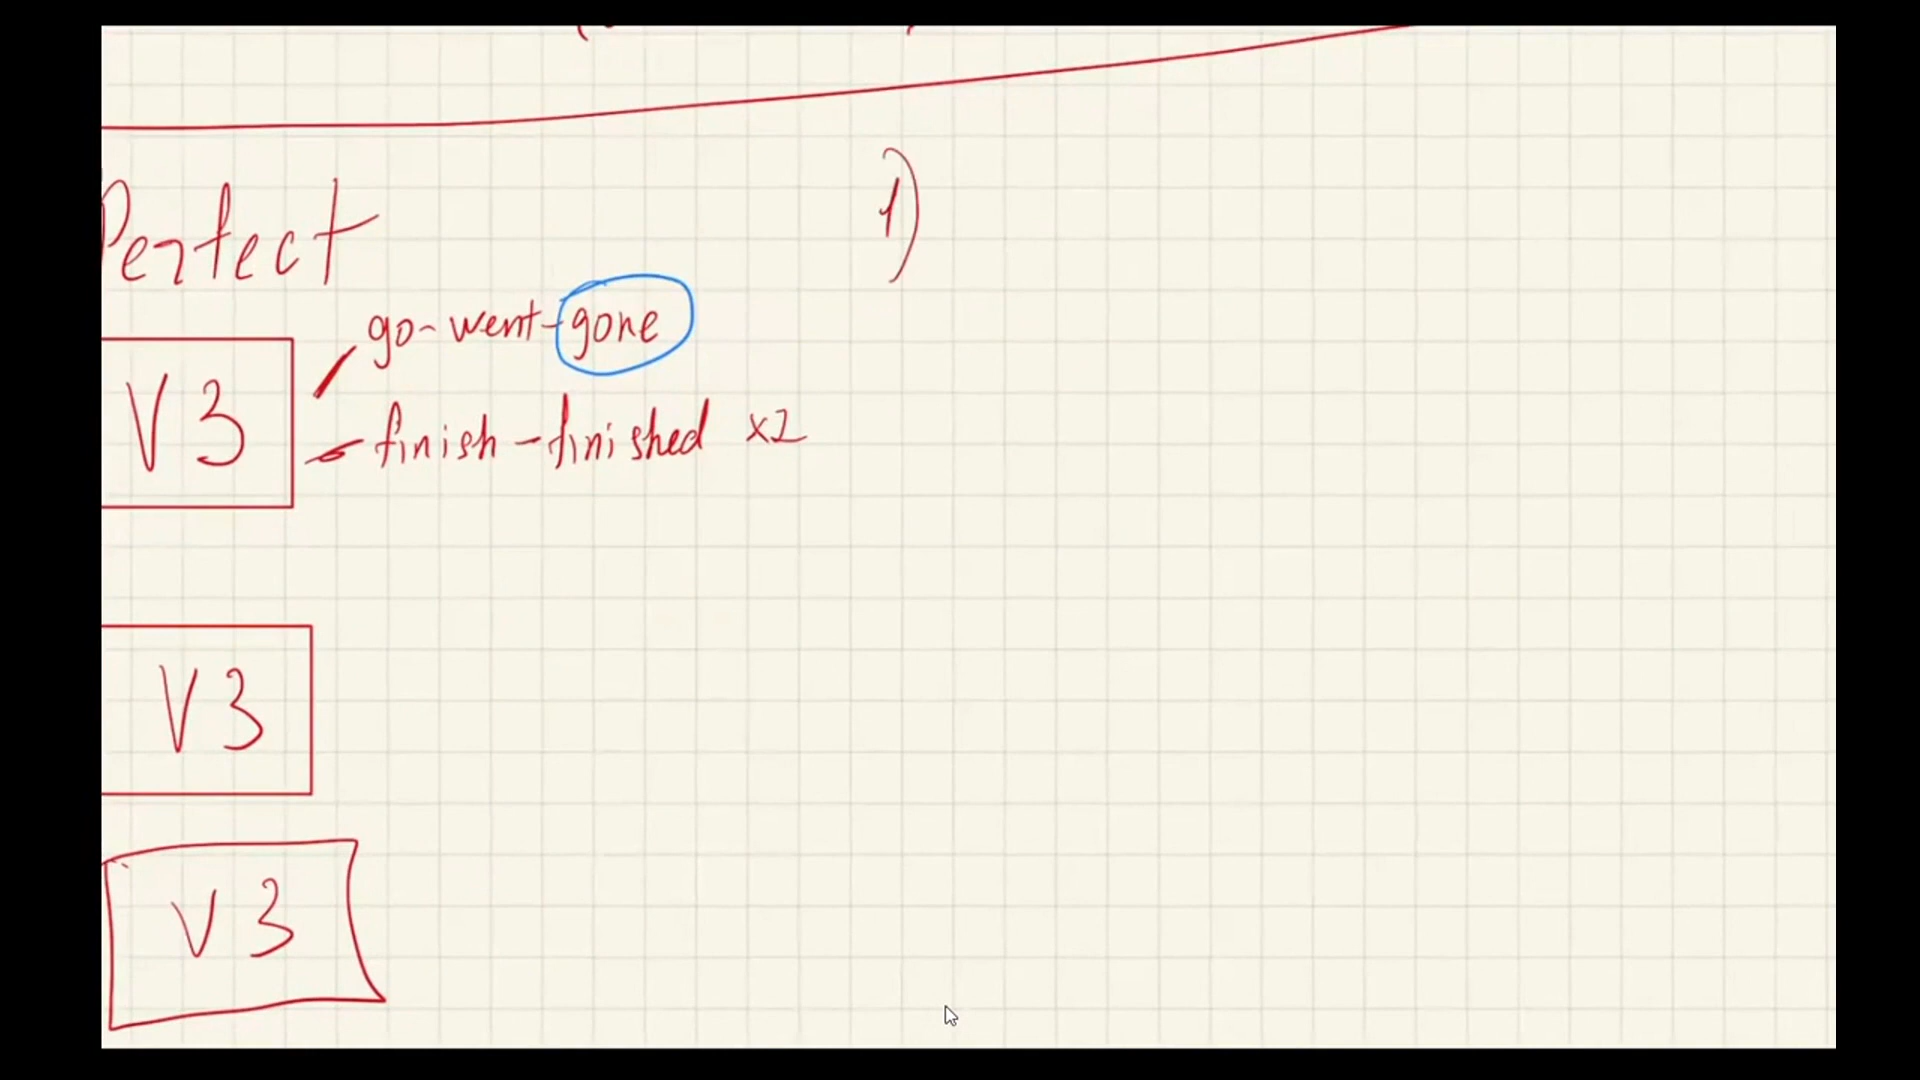 Perfect
1)
go-went-gone
V3
finish-finished x2
V3
V3